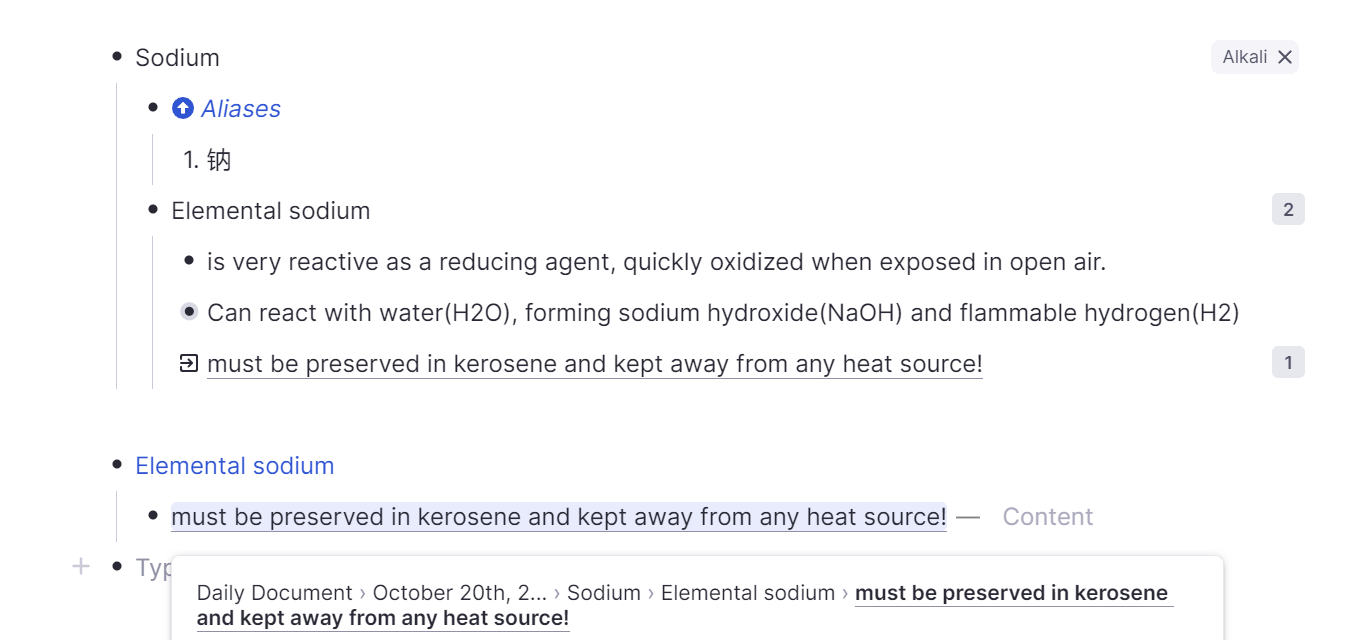 Sodium
Alkali
Aliases
1. 钠
Elemental sodium
2
is very reactive as a reducing agent, quickly oxidized when exposed in open air.
Can react with water(H2O), forming sodium hydroxide(NaOH) and flammable hydrogen(H2)
must be preserved in kerosene and kept away from any heat source!
1
Elemental sodium
must be preserved in kerosene and kept away from any heat source! — Content
Typ
Daily Document › October 20th, 2... › Sodium › Elemental sodium › must be preserved in kerosene
and kept away from any heat source!